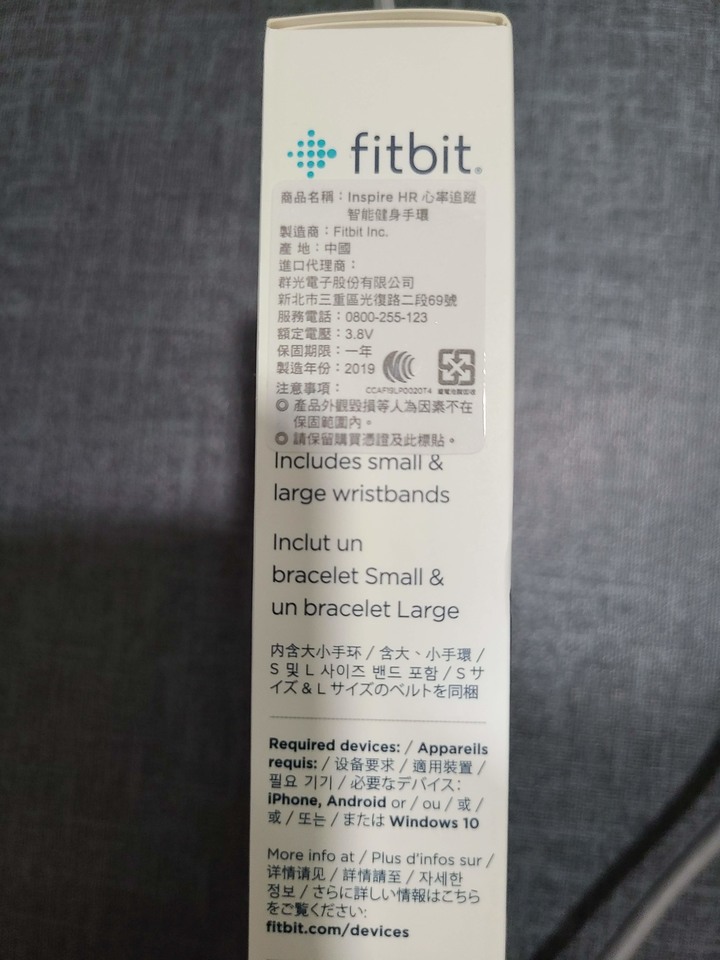 fitbit®
商品名稱：Inspire HR 心率追蹤
智能健身手環
製造商：Fitbit Inc.
產 地：中國
進口代理商：
群光電子股份有限公司
新北市三重區光復路二段69號
服務電話：0800-255-123
額定電壓：3.8V
保固期限：一年
製造年份：2019
注意事項：
CCAF19LP0020T4
廢電池請回收
◎ 產品外觀毀損等人為因素不在
保固範圍內。
◎ 請保留購買憑證及此標貼。
Includes small &
large wristbands
Inclut un
bracelet Small &
un bracelet Large
内含大小手环 / 含大、小手環 /
S 및 L 사이즈 밴드 포함 / S サ
イズ & L サイズのベルトを同梱
Required devices: / Appareils
requis: / 设备要求 / 適用裝置 /
필요 기기 / 必要なデバイス:
iPhone, Android or / ou / 或 /
或 / 또는 / または Windows 10
More info at / Plus d'infos sur /
详情请见 / 詳情請至 / 자세한
정보 / さらに詳しい情報はこちら
をご覧ください:
fitbit.com/devices